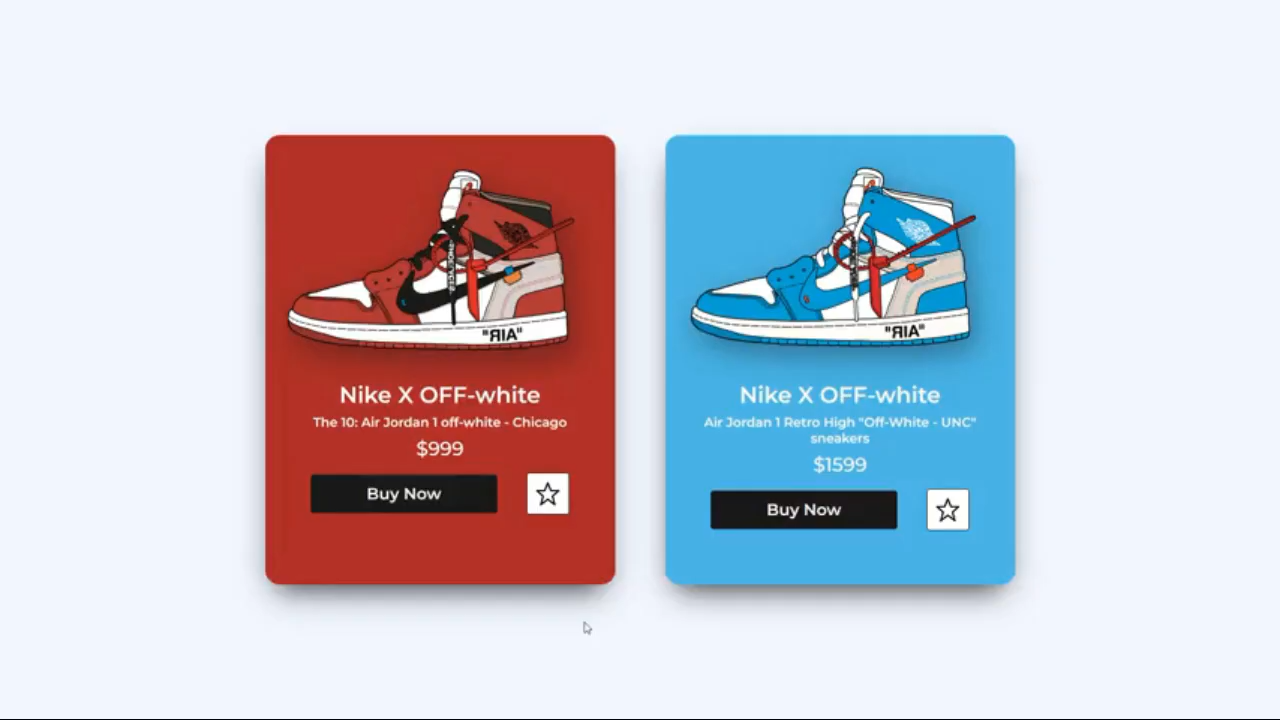 "ЯIA"
Nike X OFF-white
The 10: Air Jordan 1 off-white - Chicago
$999
Buy Now
"ЯIA"
Nike X OFF-white
Air Jordan 1 Retro High "Off-White - UNC"
sneakers
$1599
Buy Now